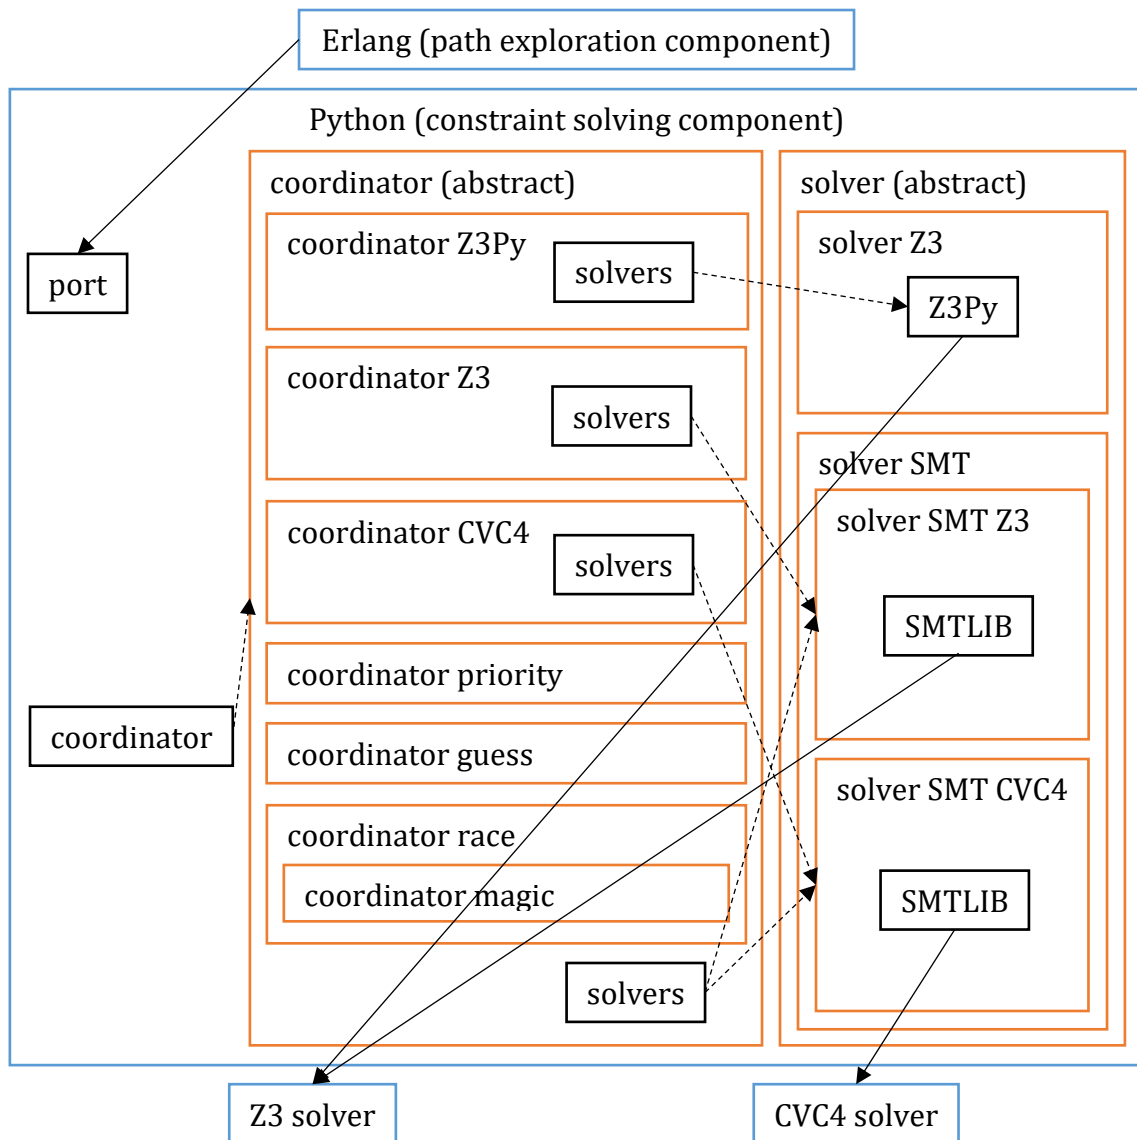 Erlang (path exploration component)
Python (constraint solving component)
coordinator (abstract)
solver (abstract)
coordinator Z3Py
solvers
solver Z3
Z3Py
port
coordinator Z3
solvers
solver SMT
solver SMT Z3
coordinator CVC4
solvers
SMTLIB
coordinator priority
coordinator
coordinator guess
solver SMT CVC4
coordinator race
coordinator magic
SMTLIB
solvers
Z3 solver
CVC4 solver